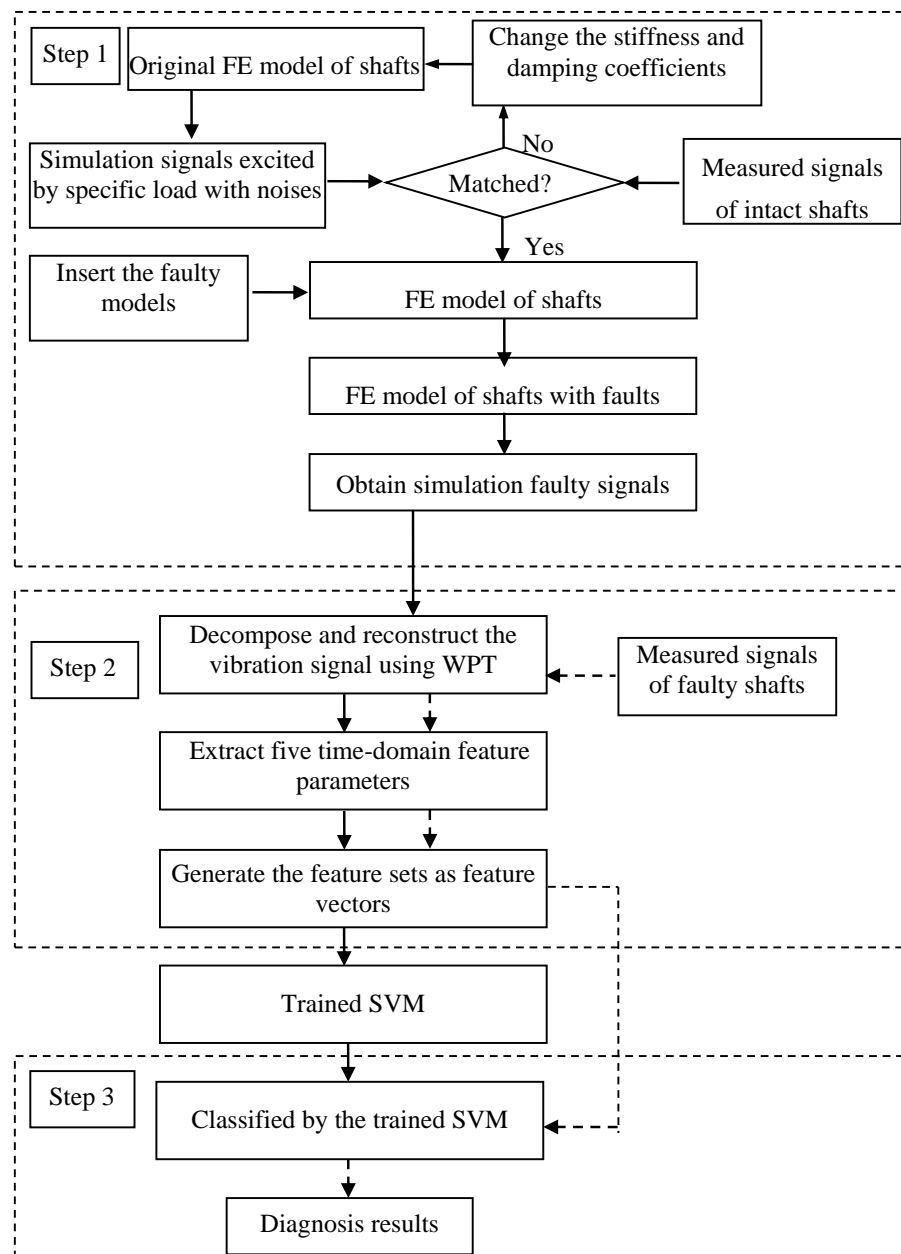 Step 1
Original FE model of shafts
Change the stiffness and
damping coefficients
Simulation signals excited
by specific load with noises
No
Matched?
Measured signals
of intact shafts
Yes
Insert the faulty
models
FE model of shafts
FE model of shafts with faults
Obtain simulation faulty signals
Step 2
Decompose and reconstruct the
vibration signal using WPT
Measured signals
of faulty shafts
Extract five time-domain feature
parameters
Generate the feature sets as feature
vectors
Trained SVM
Step 3
Classified by the trained SVM
Diagnosis results